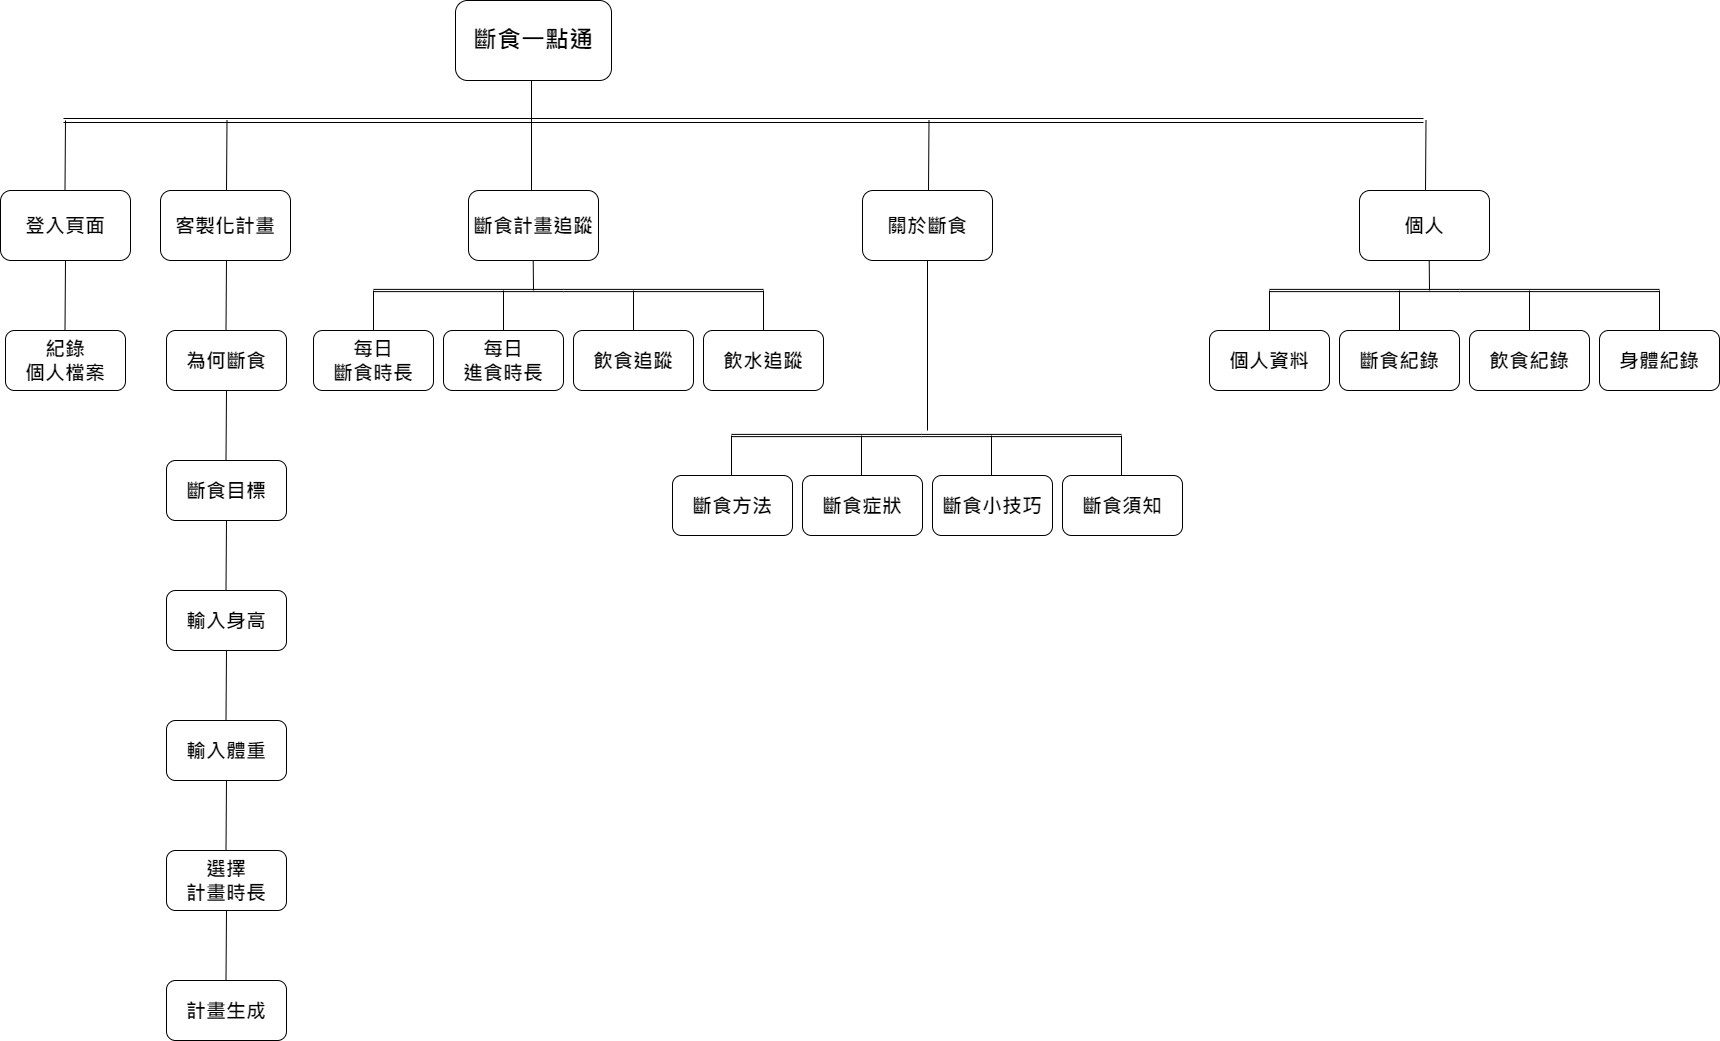 斷食一點通
登入頁面
客製化計畫
斷食計畫追蹤
關於斷食
個人
紀錄
個人檔案
為何斷食
每日
斷食時長
每日
進食時長
飲食追蹤
飲水追蹤
個人資料
斷食紀錄
飲食紀錄
身體紀錄
斷食目標
斷食方法
斷食症狀
斷食小技巧
斷食須知
輸入身高
輸入體重
選擇
計畫時長
計畫生成